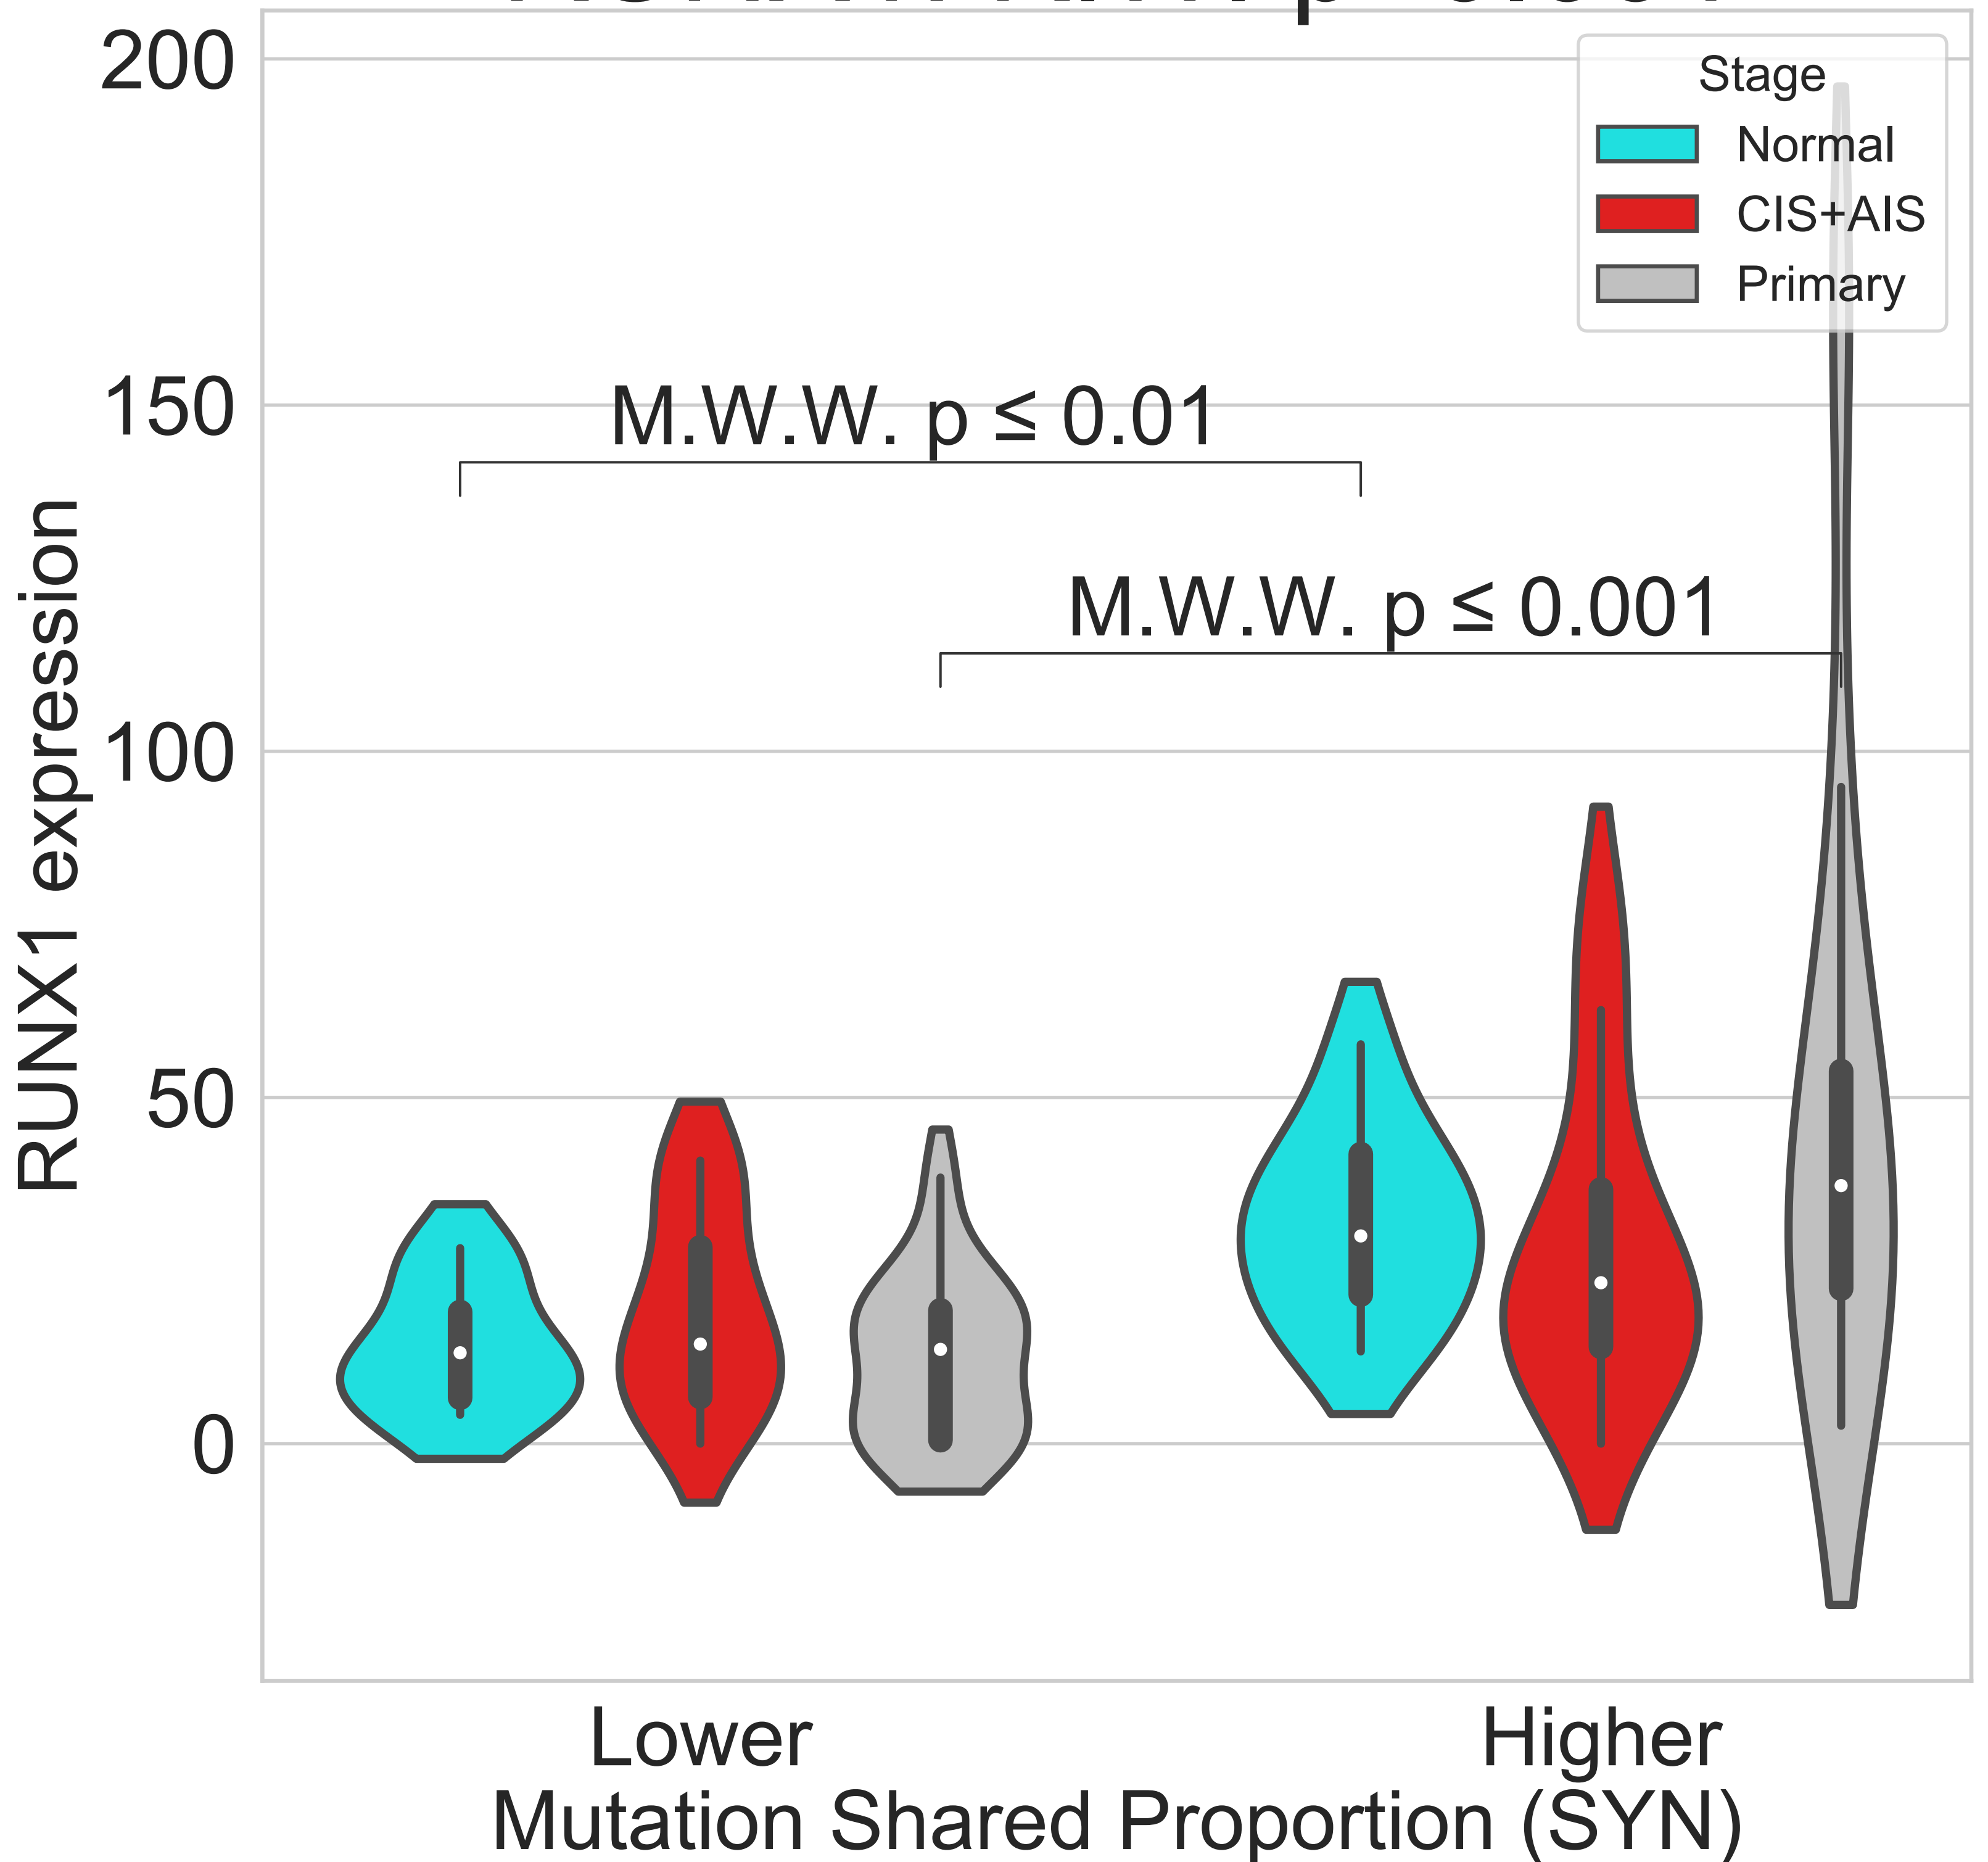 200
150
100
50
0
RUNX1 expression
Stage
Normal
CIS+AIS
Primary
M.W.W. p ≤ 0.01
M.W.W. p ≤ 0.001
Lower
Higher
Mutation Shared Proportion (SYN)